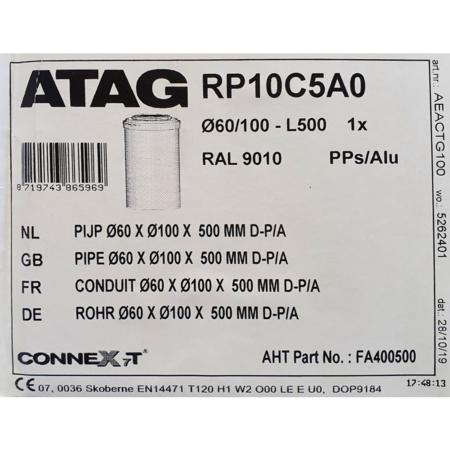 ATAG RP10C5A0
Ø60/100 - L500 1x
RAL 9010 PPs/Alu
8 719743 865969
NL PIJP Ø60 X Ø100 X 500 MM D-P/A
GB PIPE Ø60 X Ø100 X 500 MM D-P/A
FR CONDUIT Ø60 X Ø100 X 500 MM D-P/A
DE ROHR Ø60 X Ø100 X 500 MM D-P/A
CONNEX-T AHT Part No. : FA400500
CE 07, 0036 Skoberne EN14471 T120 H1 W2 O00 LE E U0, DOP9184 17:48:13
art.nr.: AEACTG100 wo.: 5262401 dat.: 28/10/19